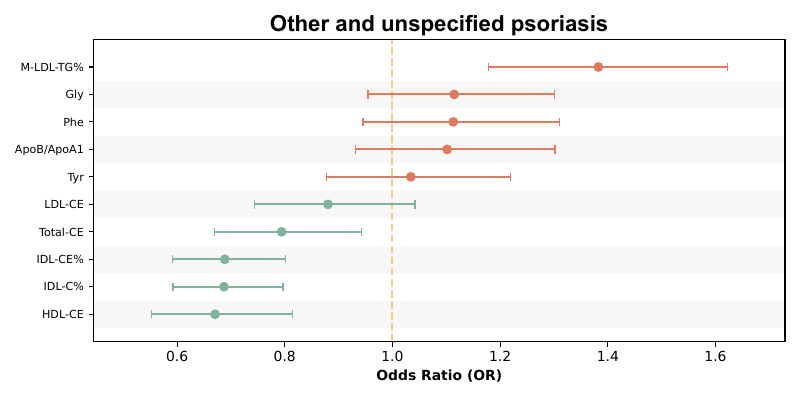 Other and unspecified psoriasis
M-LDL-TG%
Gly
Phe
ApoB/ApoA1
Tyr
LDL-CE
Total-CE
IDL-CE%
IDL-C%
HDL-CE
0.6 0.8 1.0 1.2 1.4 1.6
Odds Ratio (OR)